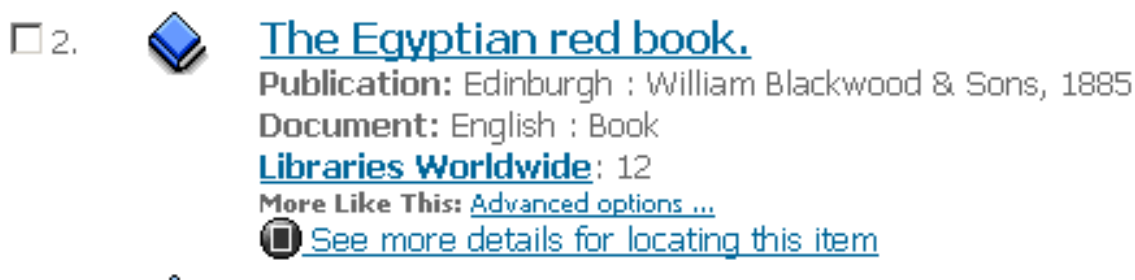 2. The Egyptian red book.
Publication: Edinburgh : William Blackwood & Sons, 1885
Document: English : Book
Libraries Worldwide: 12
More Like This: Advanced options ...
See more details for locating this item